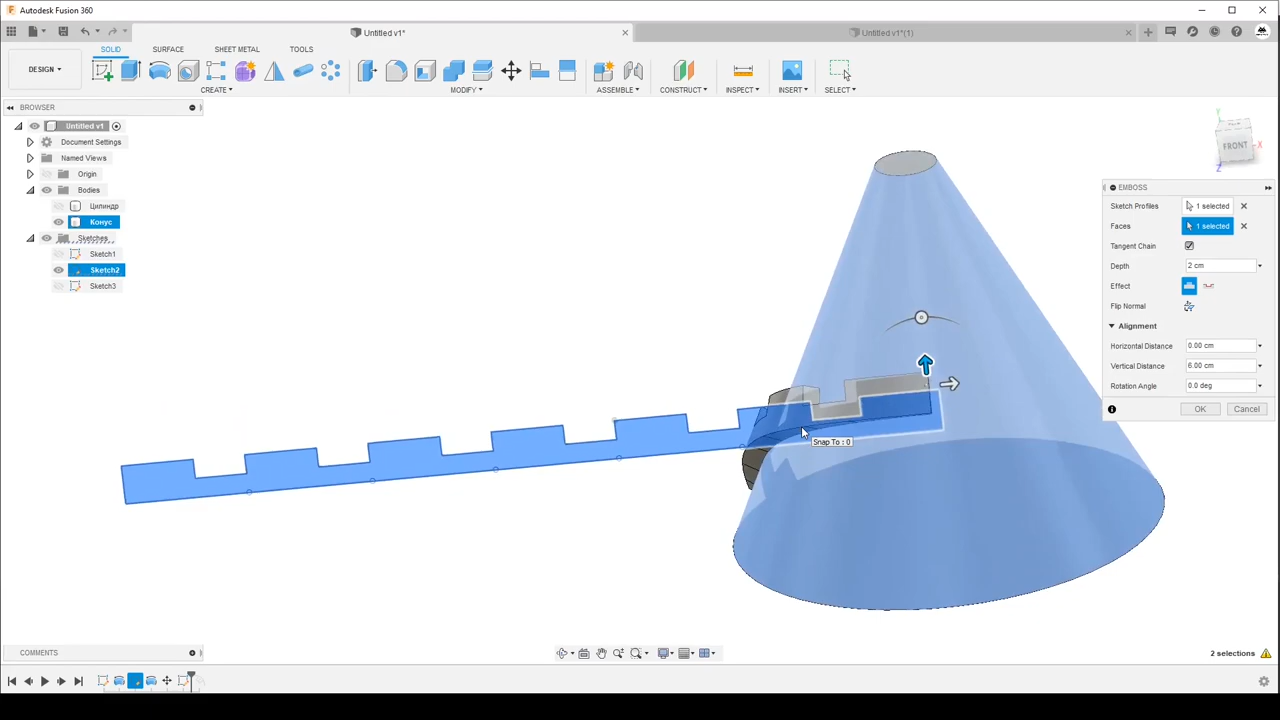 Autodesk Fusion 360
Untitled v1*
Untitled v1*(1)
SOLID
SURFACE
SHEET METAL
TOOLS
DESIGN
CREATE
MODIFY
ASSEMBLE
CONSTRUCT
INSPECT
INSERT
SELECT
BROWSER
Untitled v1
Document Settings
Named Views
Origin
Bodies
Цилиндр
Конус
Sketches
Sketch1
Sketch2
Sketch3
Y
FRONT
X
Z
EMBOSS
Sketch Profiles
1 selected
Faces
1 selected
Tangent Chain
Depth
2 cm
Effect
Flip Normal
Alignment
Horizontal Distance
0.00 cm
Vertical Distance
6.00 cm
Rotation Angle
0.0 deg
OK
Cancel
Snap To : 0
COMMENTS
2 selections